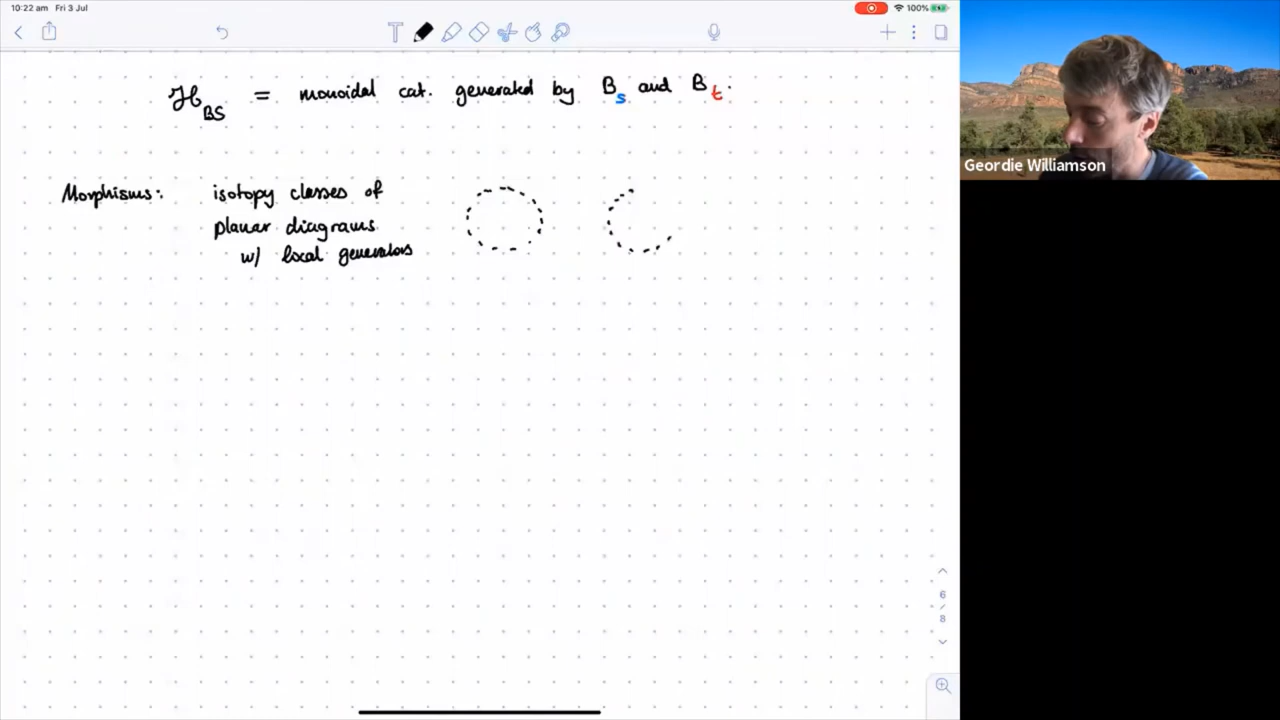 10:22 am Fri 3 Jul
100%
ℋ_BS = monoidal cat. generated by B_s and B_t.
Morphisms: isotopy classes of
planar diagrams
w/ local generators
Geordie Williamson
6
/
8